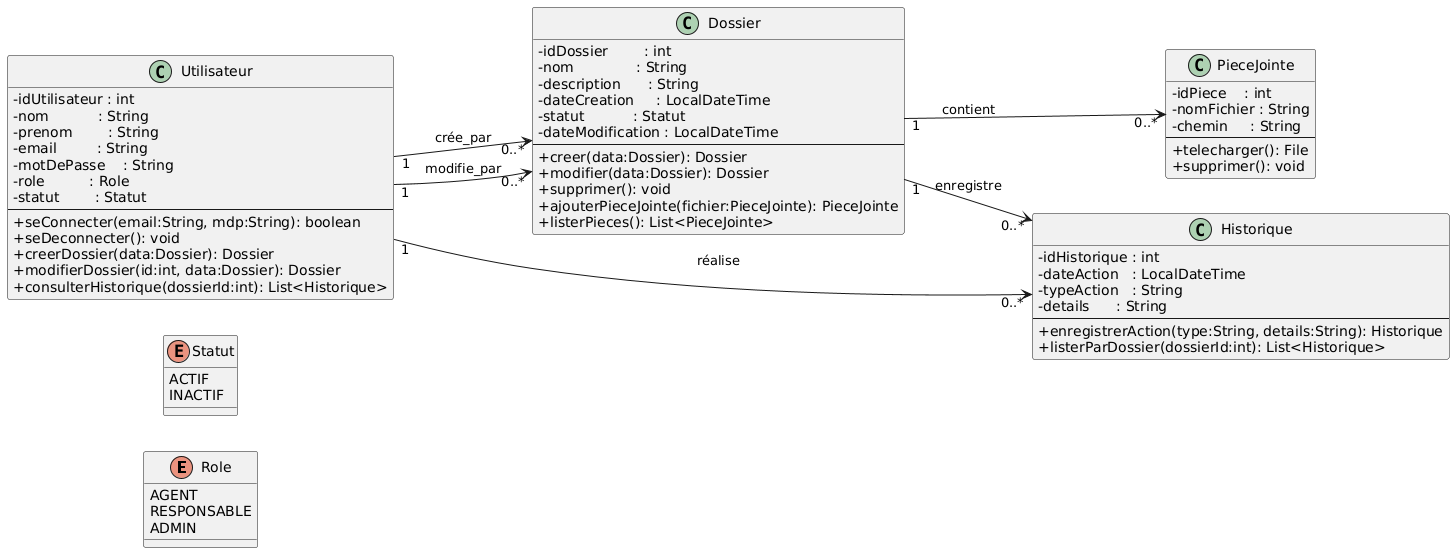 C Utilisateur
-idUtilisateur : int
-nom : String
-prenom : String
-email : String
-motDePasse : String
-role : Role
-statut : Statut
+seConnecter(email:String, mdp:String): boolean
+seDeconnecter(): void
+creerDossier(data:Dossier): Dossier
+modifierDossier(id:int, data:Dossier): Dossier
+consulterHistorique(dossierId:int): List<Historique>
E Statut
ACTIF
INACTIF
E Role
AGENT
RESPONSABLE
ADMIN
crée_par
1
0..*
modifie_par
1
0..*
réalise
1
0..*
C Dossier
-idDossier : int
-nom : String
-description : String
-dateCreation : LocalDateTime
-statut : Statut
-dateModification : LocalDateTime
+creer(data:Dossier): Dossier
+modifier(data:Dossier): Dossier
+supprimer(): void
+ajouterPieceJointe(fichier:PieceJointe): PieceJointe
+listerPieces(): List<PieceJointe>
contient
1
0..*
enregistre
1
0..*
C PieceJointe
-idPiece : int
-nomFichier : String
-chemin : String
+telecharger(): File
+supprimer(): void
C Historique
-idHistorique : int
-dateAction : LocalDateTime
-typeAction : String
-details : String
+enregistrerAction(type:String, details:String): Historique
+listerParDossier(dossierId:int): List<Historique>